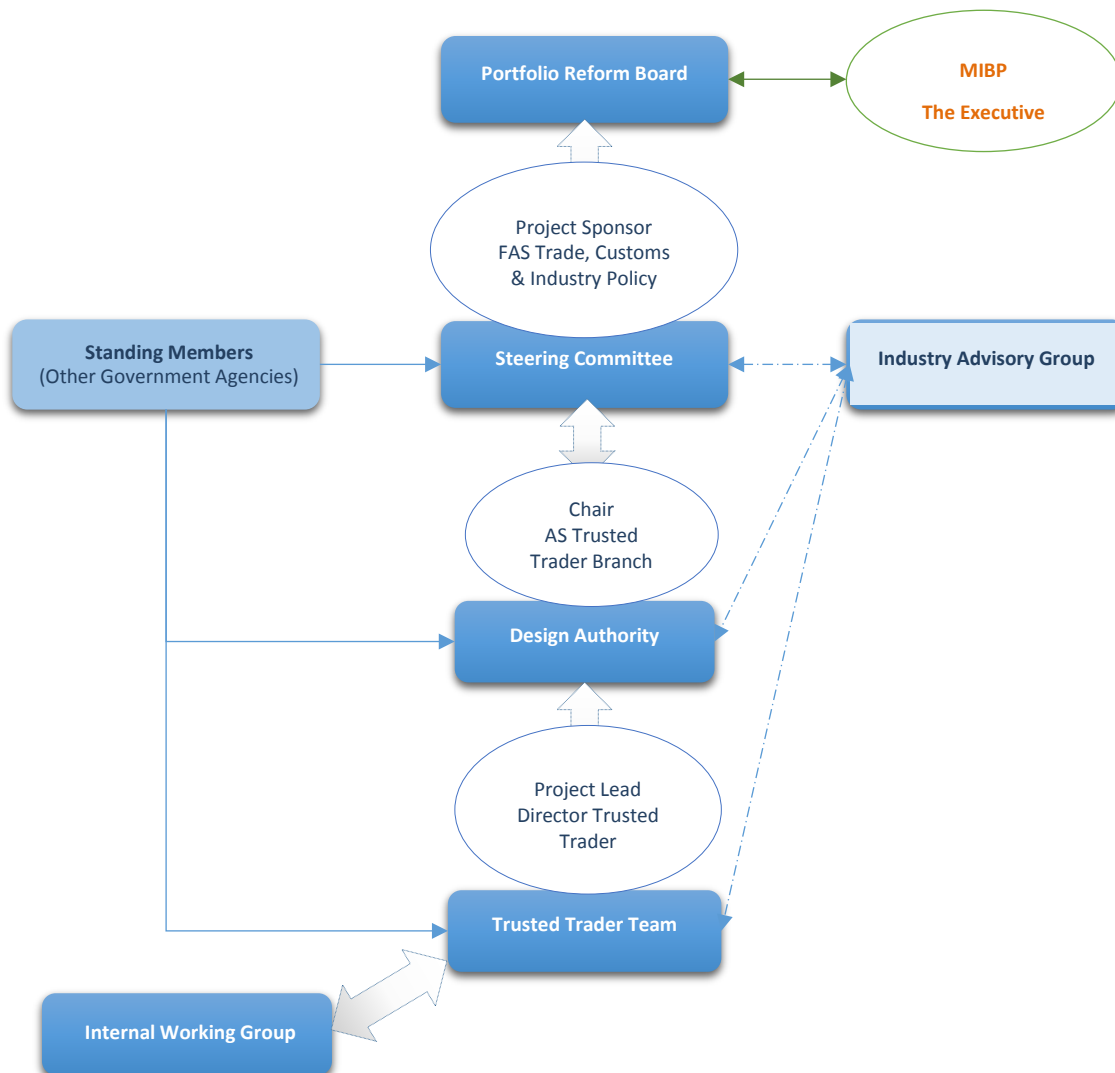 Portfolio Reform Board
MIBP
The Executive
Project Sponsor
FAS Trade, Customs
& Industry Policy
Standing Members
(Other Government Agencies)
Steering Committee
Industry Advisory Group
Chair
AS Trusted
Trader Branch
Design Authority
Project Lead
Director Trusted
Trader
Trusted Trader Team
Internal Working Group